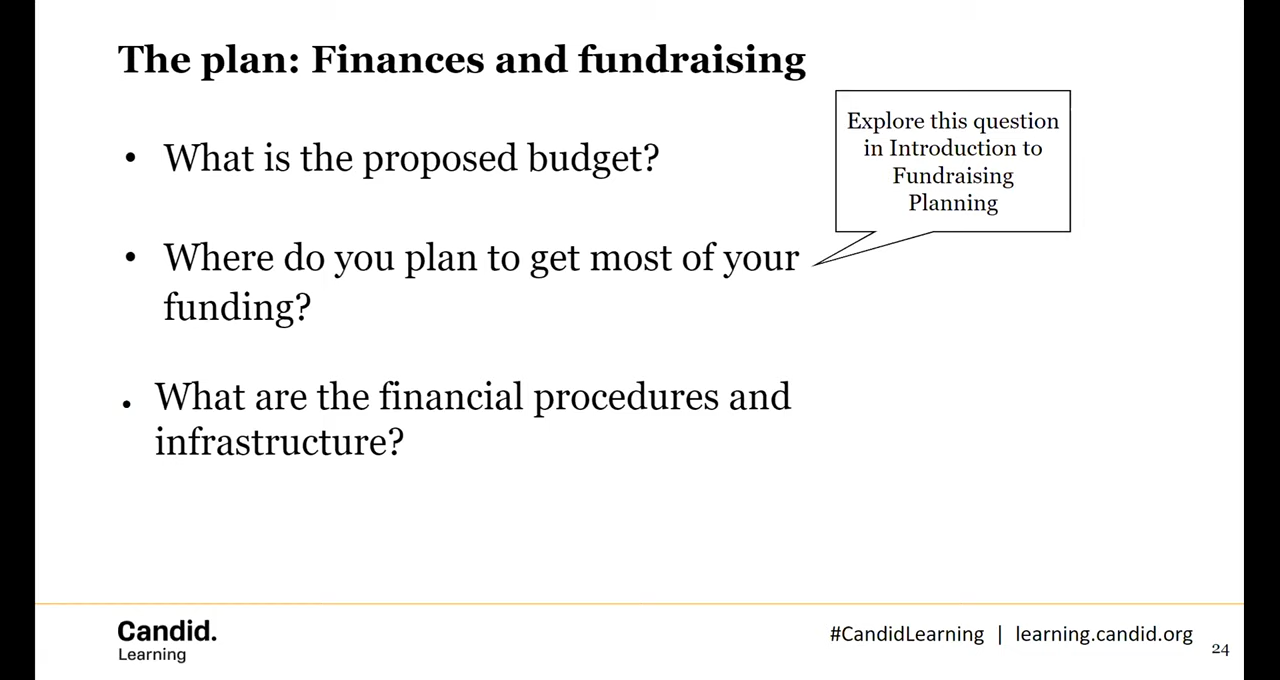 The plan: Finances and fundraising
• What is the proposed budget?
Explore this question
in Introduction to
Fundraising
Planning
• Where do you plan to get most of your
funding?
• What are the financial procedures and
infrastructure?
Candid.
Learning
#CandidLearning | learning.candid.org
24